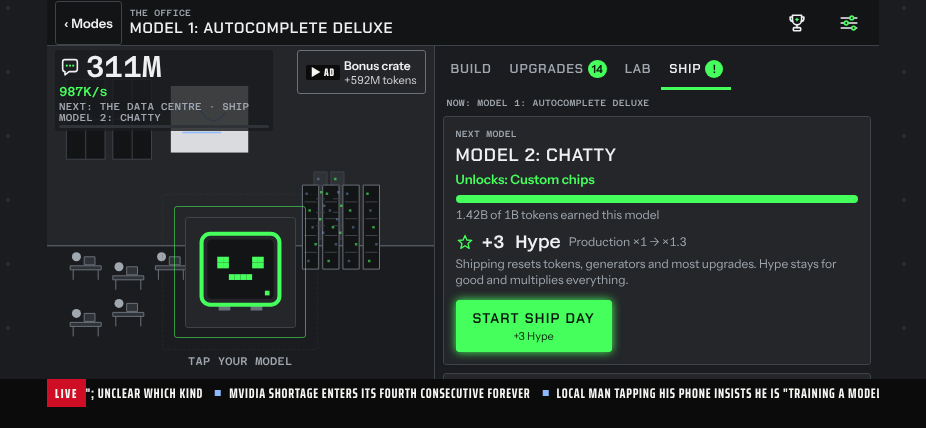 ‹ Modes
THE OFFICE
MODEL 1: AUTOCOMPLETE DELUXE
311M
987K/s
NEXT: THE DATA CENTRE · SHIP
MODEL 2: CHATTY
AD
Bonus crate
+592M tokens
TAP YOUR MODEL
BUILD
UPGRADES 14
LAB
SHIP !
NOW: MODEL 1: AUTOCOMPLETE DELUXE
NEXT MODEL
MODEL 2: CHATTY
Unlocks: Custom chips
1.42B of 1B tokens earned this model
+3 Hype Production ×1 → ×1.3
Shipping resets tokens, generators and most upgrades. Hype stays for
good and multiplies everything.
START SHIP DAY
+3 Hype
LIVE "; UNCLEAR WHICH KIND ■ MVIDIA SHORTAGE ENTERS ITS FOURTH CONSECUTIVE FOREVER ■ LOCAL MAN TAPPING HIS PHONE INSISTS HE IS "TRAINING A MODEL